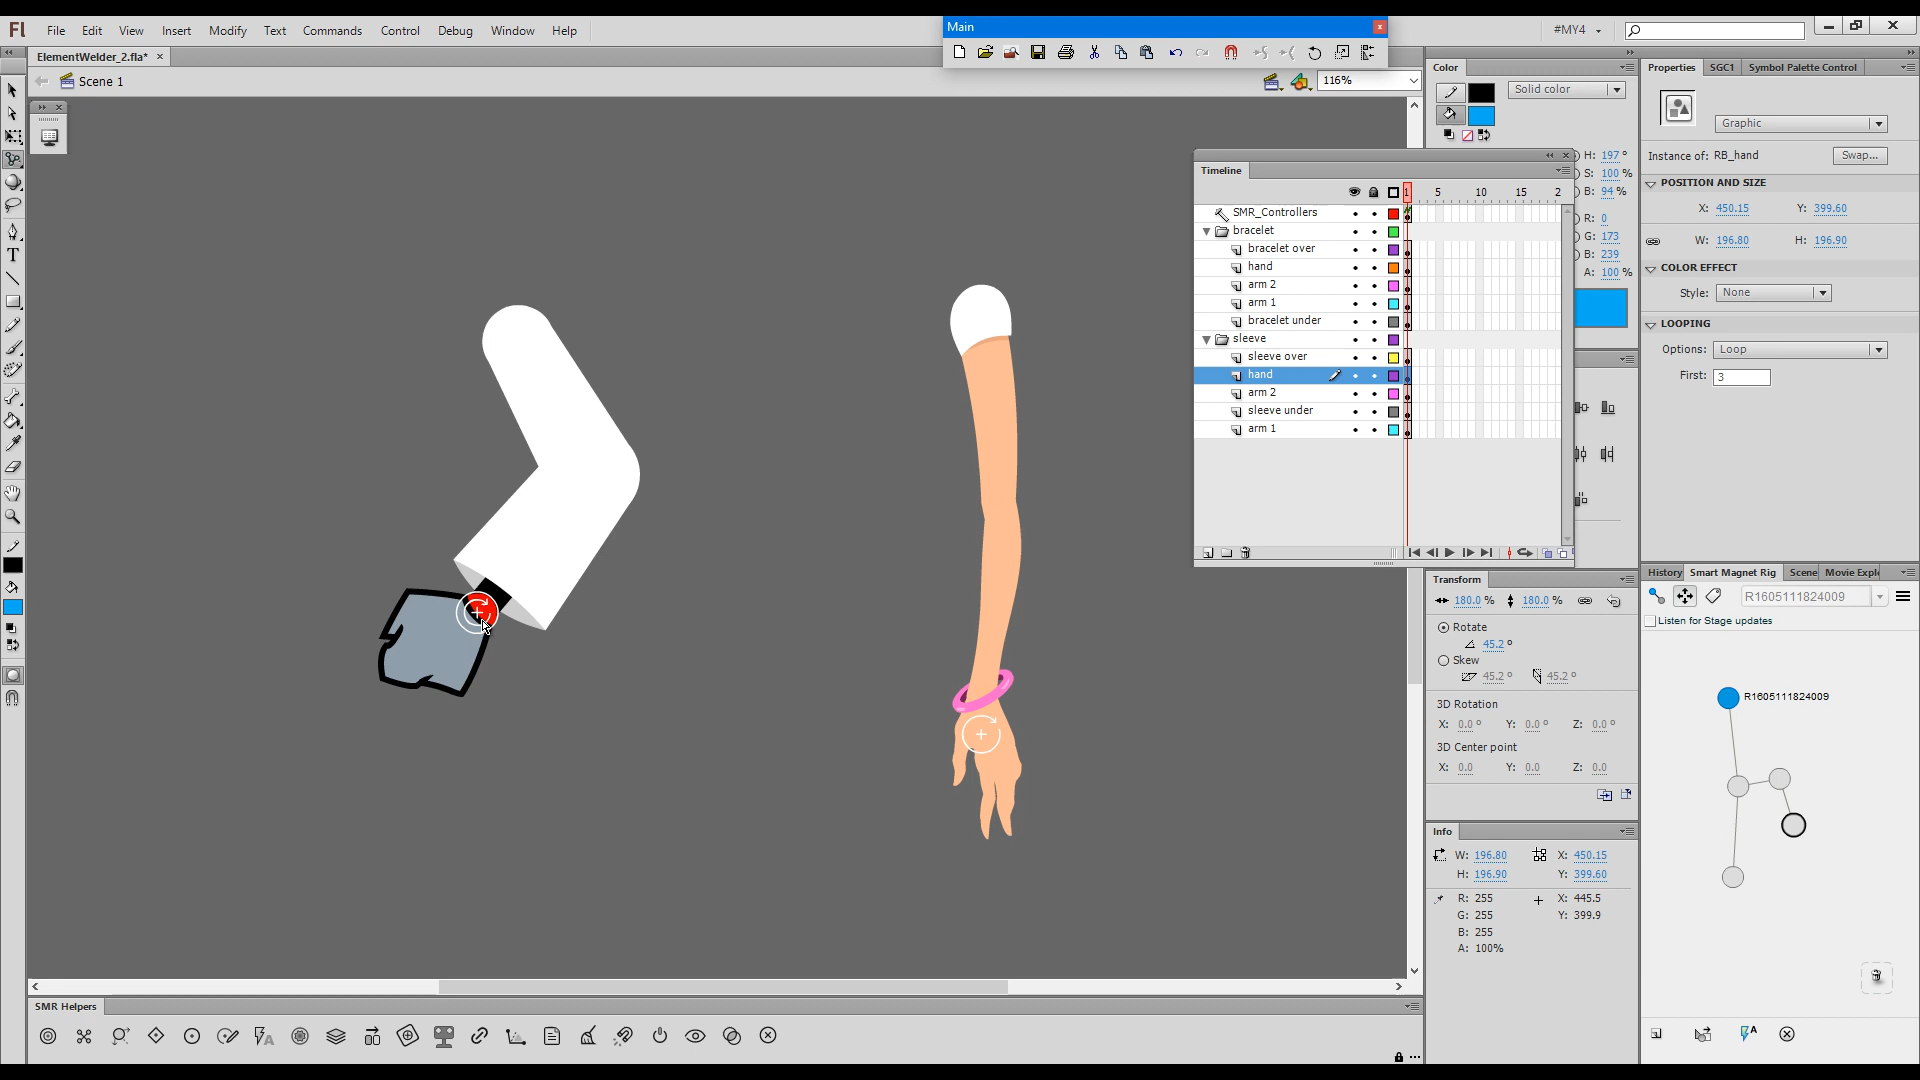 Main
Fl File Edit View Insert Modify Text Commands Control Debug Window Help
#MY4
ElementWelder_2.fla*
Scene 1
116%
Color
Solid color
H: 197 °
S: 100 %
B: 94 %
R: 0
G: 173
B: 239
A: 100 %
Timeline
1 5 10 15 2
SMR_Controllers
bracelet
bracelet over
hand
arm 2
arm 1
bracelet under
sleeve
sleeve over
hand
arm 2
sleeve under
arm 1
Properties SGC1 Symbol Palette Control
Graphic
Instance of: RB_hand Swap...
POSITION AND SIZE
X: 450.15 Y: 399.60
W: 196.80 H: 196.90
COLOR EFFECT
Style: None
LOOPING
Options: Loop
First: 3
Transform
180.0 % 180.0 %
Rotate
45.2 °
Skew
45.2 ° 45.2 °
3D Rotation
X: 0.0 ° Y: 0.0 ° Z: 0.0 °
3D Center point
X: 0.0 Y: 0.0 Z: 0.0
Info
W: 196.80 X: 450.15
H: 196.90 Y: 399.60
R: 255 X: 445.5
G: 255 Y: 399.9
B: 255
A: 100%
History Smart Magnet Rig Scene Movie Expl
R1605111824009
Listen for Stage updates
R1605111824009
SMR Helpers